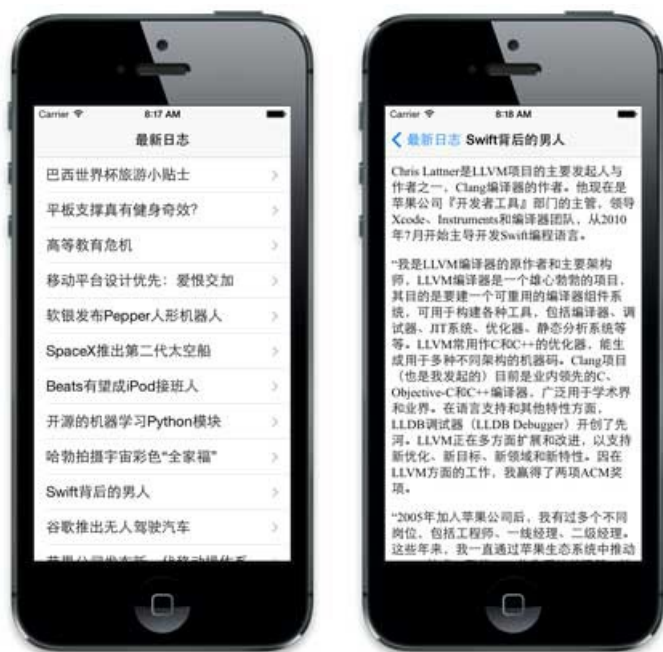 Carrier 8:17 AM
最新日志
巴西世界杯旅游小贴士
平板支撑真有健身奇效?
高等教育危机
移动平台设计优先：爱恨交加
软银发布Pepper人形机器人
SpaceX推出第二代太空船
Beats有望成iPod接班人
开源的机器学习Python模块
哈勃拍摄宇宙彩色“全家福”
Swift背后的男人
谷歌推出无人驾驶汽车
Carrier 8:18 AM
最新日志 Swift背后的男人
Chris Lattner是LLVM项目的主要发起人与
作者之一，Clang编译器的作者。他现在是
苹果公司『开发者工具』部门的主管，领导
Xcode、Instruments和编译器团队，从2010
年7月开始主导开发Swift编程语言。
“我是LLVM编译器的原作者和主要架构
师，LLVM编译器是一个雄心勃勃的项目，
其目的是要建一个可重用的编译器组件系
统，可用于构建各种工具，包括编译器、调
试器、JIT系统、优化器、静态分析系统等
等。LLVM常用作C和C++的优化器，能生
成用于多种不同架构的机器码。Clang项目
（也是我发起的）目前是业内领先的C、
Objective-C和C++编译器，广泛用于学术界
和业界。在语言支持和其他特性方面，
LLDB调试器（LLDB Debugger）开创了先
河。LLVM正在多方面扩展和改进，以支持
新优化、新目标、新领域和新特性。因在
LLVM方面的工作，我赢得了两项ACM奖
项。
“2005年加入苹果公司后，我有过多个不同
岗位，包括工程师、一线经理、二级经理。
这些年来，我一直通过苹果生态系统中推动